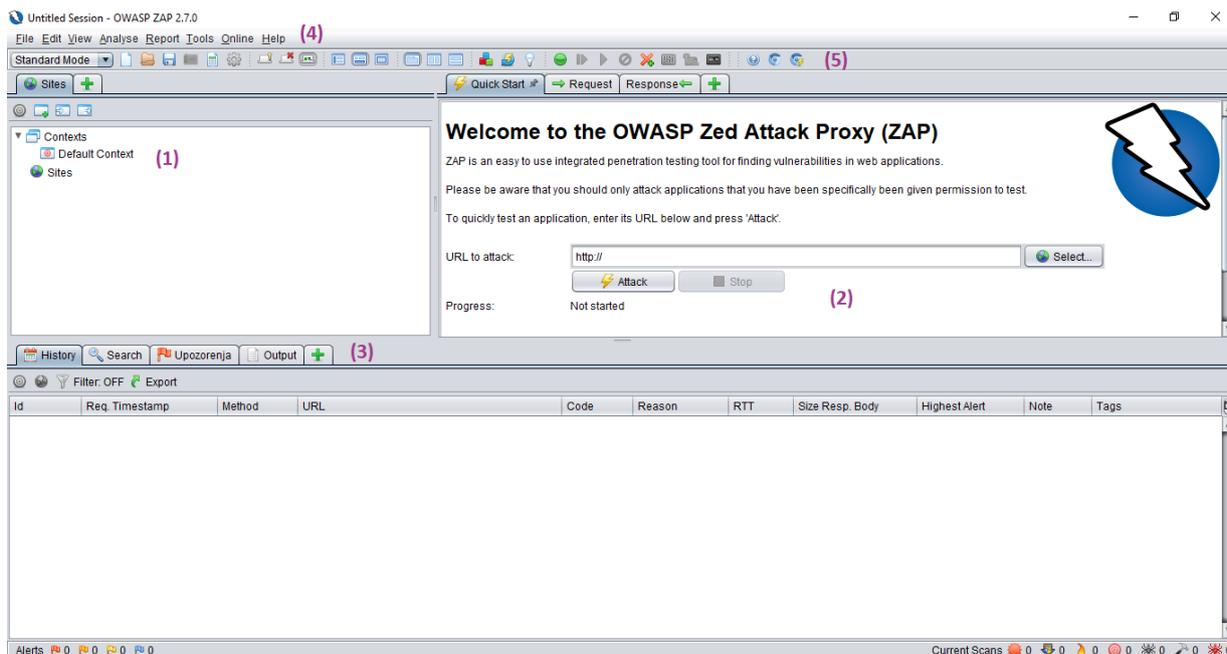 Untitled Session - OWASP ZAP 2.7.0
File Edit View Analyse Report Tools Online Help (4)
Standard Mode (5)
Sites
Quick Start Request Response
Contexts
Default Context (1)
Sites
Welcome to the OWASP Zed Attack Proxy (ZAP)
ZAP is an easy to use integrated penetration testing tool for finding vulnerabilities in web applications.
Please be aware that you should only attack applications that you have been specifically been given permission to test.
To quickly test an application, enter its URL below and press 'Attack'.
URL to attack: http:// Select...
Attack Stop
(2)
Progress: Not started
History Search Upozorenja Output (3)
Filter: OFF Export
Id Req. Timestamp Method URL Code Reason RTT Size Resp. Body Highest Alert Note Tags
Alerts 0 0 0 0 Current Scans 0 0 0 0 0 0